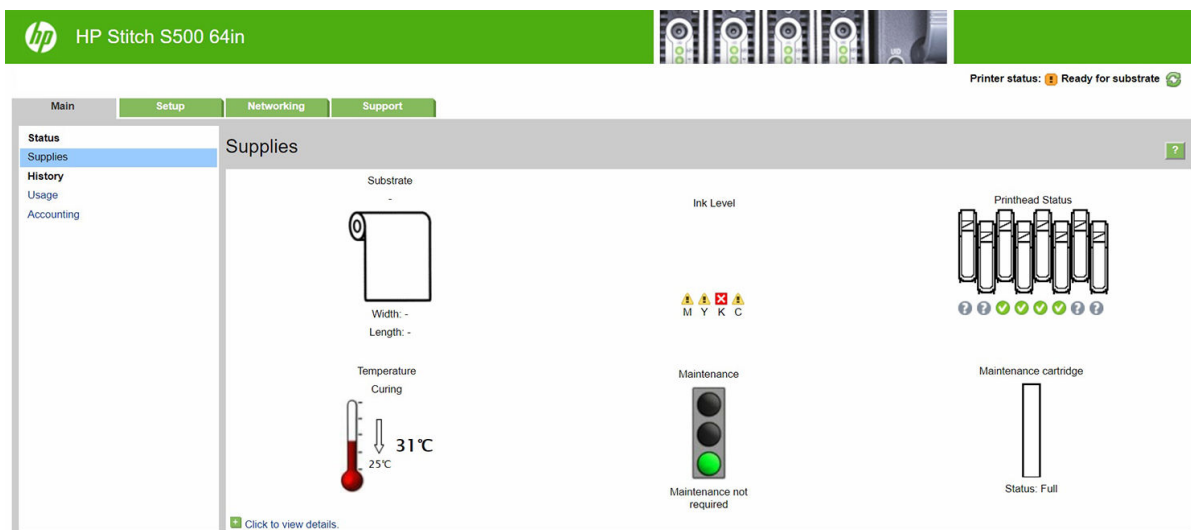 hp HP Stitch S500 64in
Printer status: Ready for substrate
Main Setup Networking Support
Status
Supplies
History
Usage
Accounting
Supplies
?
Substrate
-
Width: -
Length: -
Ink Level
M Y K C
Printhead Status
? ? ? ?
Temperature
Curing
31°C
25°C
Maintenance
Maintenance not
required
Maintenance cartridge
Status: Full
Click to view details.